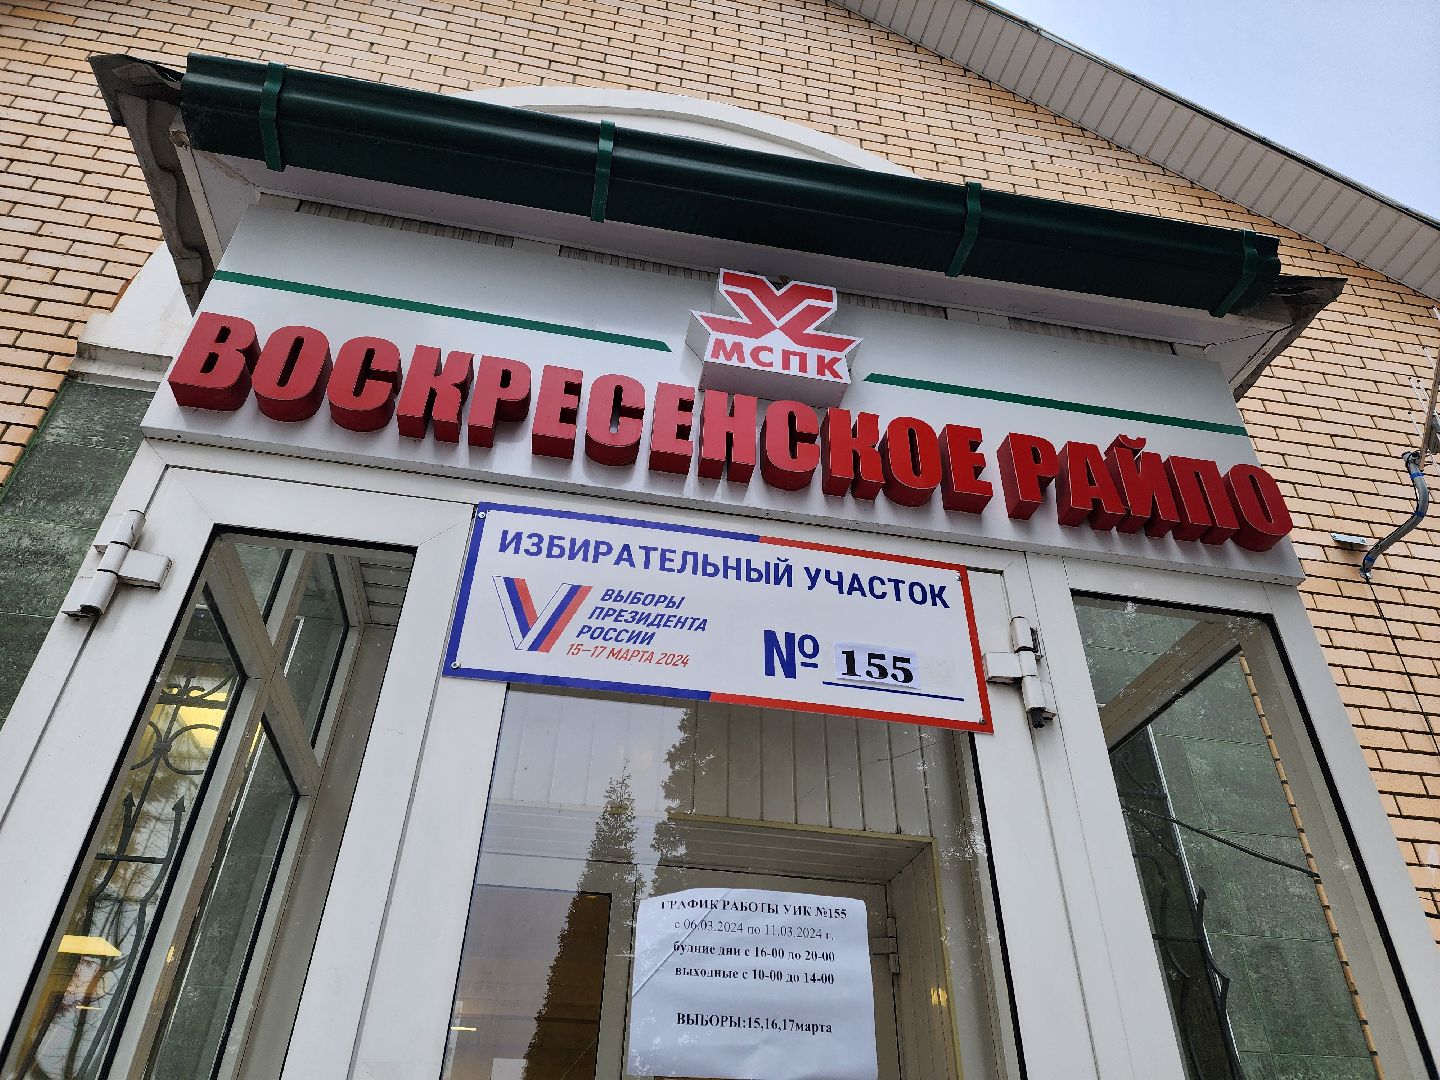 МСПК
ВОСКРЕСЕНСКОЕ РАЙПО
ИЗБИРАТЕЛЬНЫЙ УЧАСТОК
ВЫБОРЫ
ПРЕЗИДЕНТА
РОССИИ
15–17 МАРТА 2024
№ 155
ГРАФИК РАБОТЫ УИК №155
с 06.03.2024 по 11.03.2024 г.
будние дни с 16-00 до 20-00
выходные с 10-00 до 14-00
ВЫБОРЫ:15,16,17марта